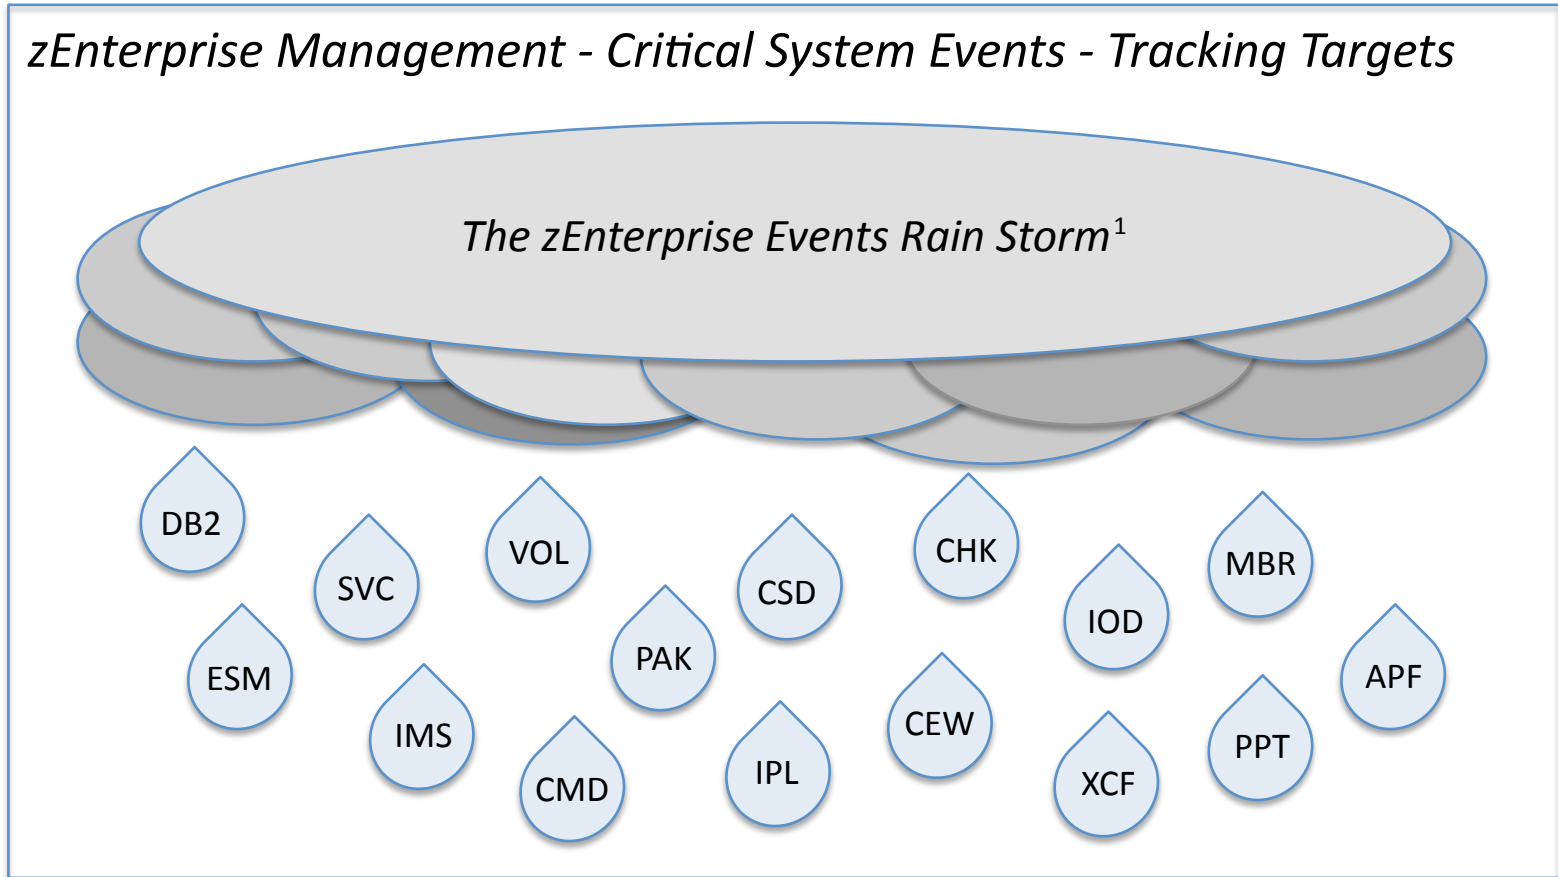 zEnterprise Management - Critical System Events - Tracking Targets
The zEnterprise Events Rain Storm¹
DB2
SVC
VOL
CSD
CHK
IOD
MBR
ESM
IMS
PAK
CMD
IPL
CEW
XCF
PPT
APF